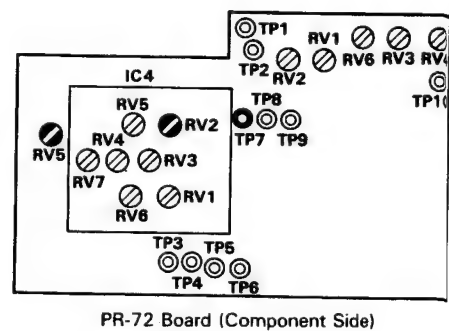 TP1
TP2
RV1
RV2
RV6
RV3
RV4
TP10
IC4
RV5
RV2
RV5
RV4
RV3
RV7
RV6
RV1
TP8
TP7
TP9
TP3
TP4
TP5
TP6
PR-72 Board (Component Side)